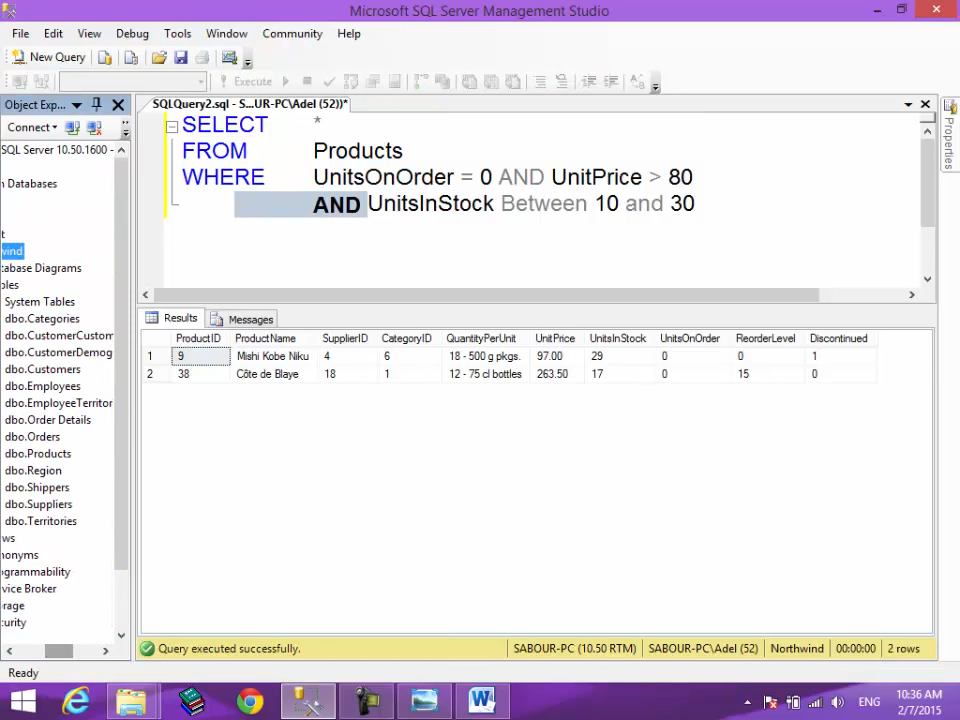 Microsoft SQL Server Management Studio
File Edit View Debug Tools Window Community Help
New Query
Execute
Object Exp...
SQLQuery2.sql - S...UR-PC\Adel (52))*
Properties
Connect
SQL Server 10.50.1600 -
n Databases
t
wind
tabase Diagrams
bles
System Tables
dbo.Categories
dbo.CustomerCustom
dbo.CustomerDemog
dbo.Customers
dbo.Employees
dbo.EmployeeTerritor
dbo.Order Details
dbo.Orders
dbo.Products
dbo.Region
dbo.Shippers
dbo.Suppliers
dbo.Territories
ws
nonyms
ogrammability
vice Broker
rage
curity
SELECT *
FROM Products
WHERE UnitsOnOrder = 0 AND UnitPrice > 80
AND UnitsInStock Between 10 and 30
Results Messages
ProductID ProductName SupplierID CategoryID QuantityPerUnit UnitPrice UnitsInStock UnitsOnOrder ReorderLevel Discontinued
1 9 Mishi Kobe Niku 4 6 18 - 500 g pkgs. 97.00 29 0 0 1
2 38 Côte de Blaye 18 1 12 - 75 cl bottles 263.50 17 0 15 0
Query executed successfully. SABOUR-PC (10.50 RTM) SABOUR-PC\Adel (52) Northwind 00:00:00 2 rows
Ready
ENG
10:36 AM
2/7/2015